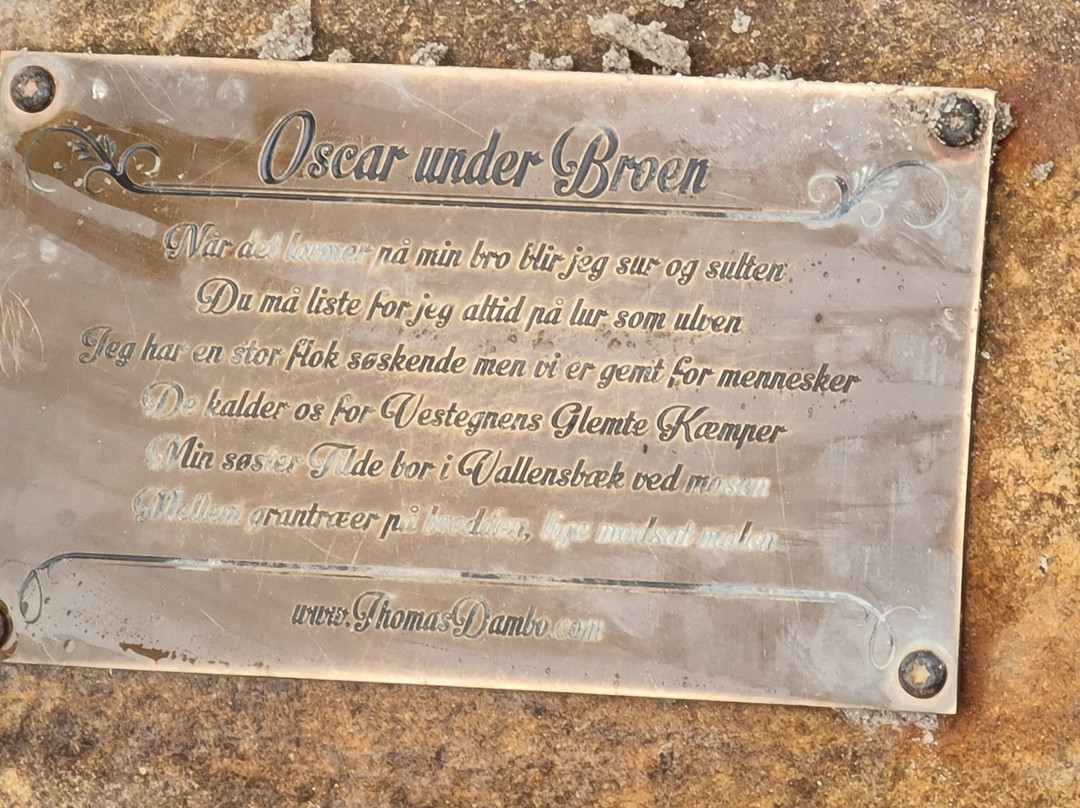 Oscar under Broen
Når det larmer på min bro blir jeg sur og sulten
Du må liste for jeg altid på lur som ulven
Jeg har en stor flok søskende men vi er gemt for mennesker
De kalder os for Vestegnens Glemte Kæmper
Min søster Tilde bor i Vallensbæk ved mosen
Mellem grantræer på bredden, lige modsat molen
www.ThomasDambo.com